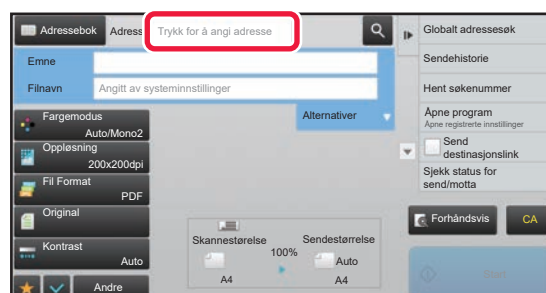 Adressebok
Adress
Trykk for å angi adresse
Emne
Filnavn
Angitt av systeminnstillinger
Alternativer
Fargemodus
Auto/Mono2
Oppløsning
200x200dpi
Fil Format
PDF
Original
Kontrast
Auto
Andre
Skannestørelse
100%
Sendestørrelse
A4
Auto
A4
Globalt adressesøk
Sendehistorie
Hent søkenummer
Åpne program
Åpne registrerte innstillinger
Send
destinasjonslink
Sjekk status for
send/motta
Forhåndsvis
CA
Start